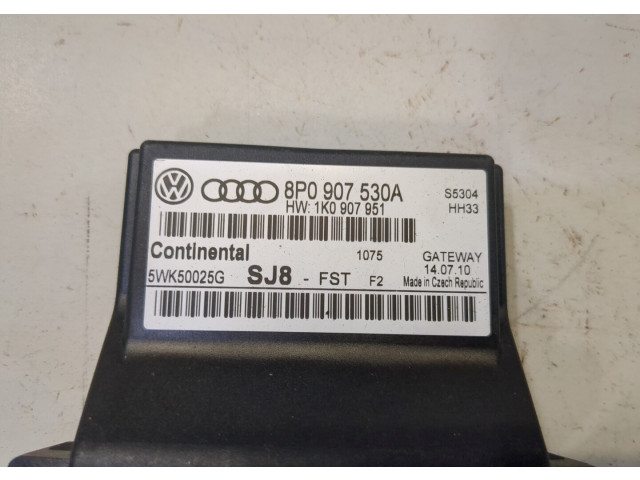 8P0 907 530A
HW: 1K0 907 951
S5304
HH33
Continental
1075
GATEWAY
14.07.10
5WK50025G SJ8 - FST F2
Made in Czech Republic